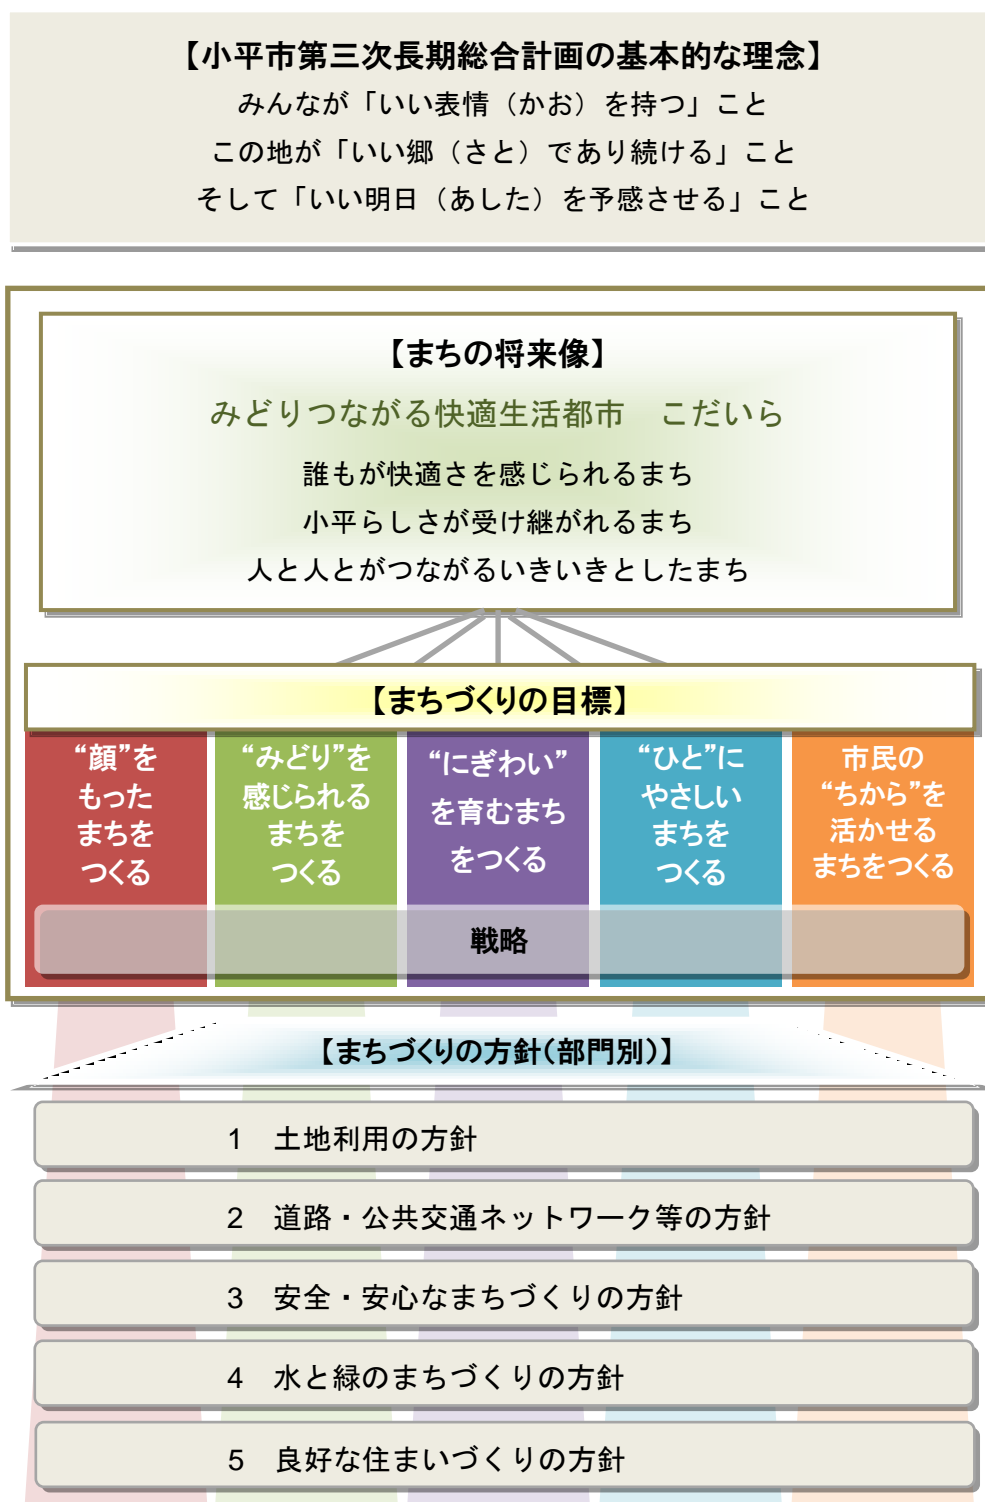 【小平市第三次長期総合計画の基本的な理念】
みんなが「いい表情（かお）を持つ」こと
この地が「いい郷（さと）であり続ける」こと
そして「いい明日（あした）を予感させる」こと
【まちの将来像】
みどりつながる快適生活都市　こだいら
誰もが快適さを感じられるまち
小平らしさが受け継がれるまち
人と人とがつながるいきいきとしたまち
【まちづくりの目標】
“顔”を
もった
まちを
つくる
“みどり”を
感じられる
まちを
つくる
“にぎわい”
を育むまち
をつくる
“ひと”に
やさしい
まちを
つくる
市民の
“ちから”を
活かせる
まちをつくる
戦略
【まちづくりの方針（部門別）】
1　土地利用の方針
2　道路・公共交通ネットワーク等の方針
3　安全・安心なまちづくりの方針
4　水と緑のまちづくりの方針
5　良好な住まいづくりの方針